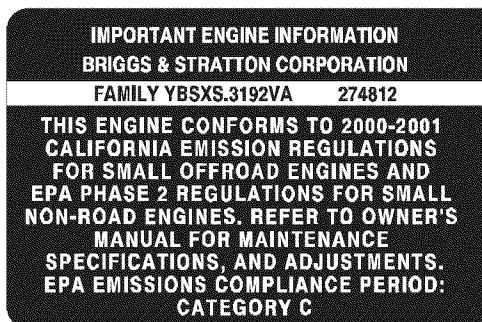 IMPORTANT ENGINE INFORMATION
BRIGGS & STRATTON CORPORATION
FAMILY YBSXS.3192VA 274812
THIS ENGINE CONFORMS TO 2000-2001
CALIFORNIA EMISSION REGULATIONS
FOR SMALL OFFROAD ENGINES AND
EPA PHASE 2 REGULATIONS FOR SMALL
NON-ROAD ENGINES. REFER TO OWNER'S
MANUAL FOR MAINTENANCE
SPECIFICATIONS, AND ADJUSTMENTS.
EPA EMISSIONS COMPLIANCE PERIOD:
CATEGORY C